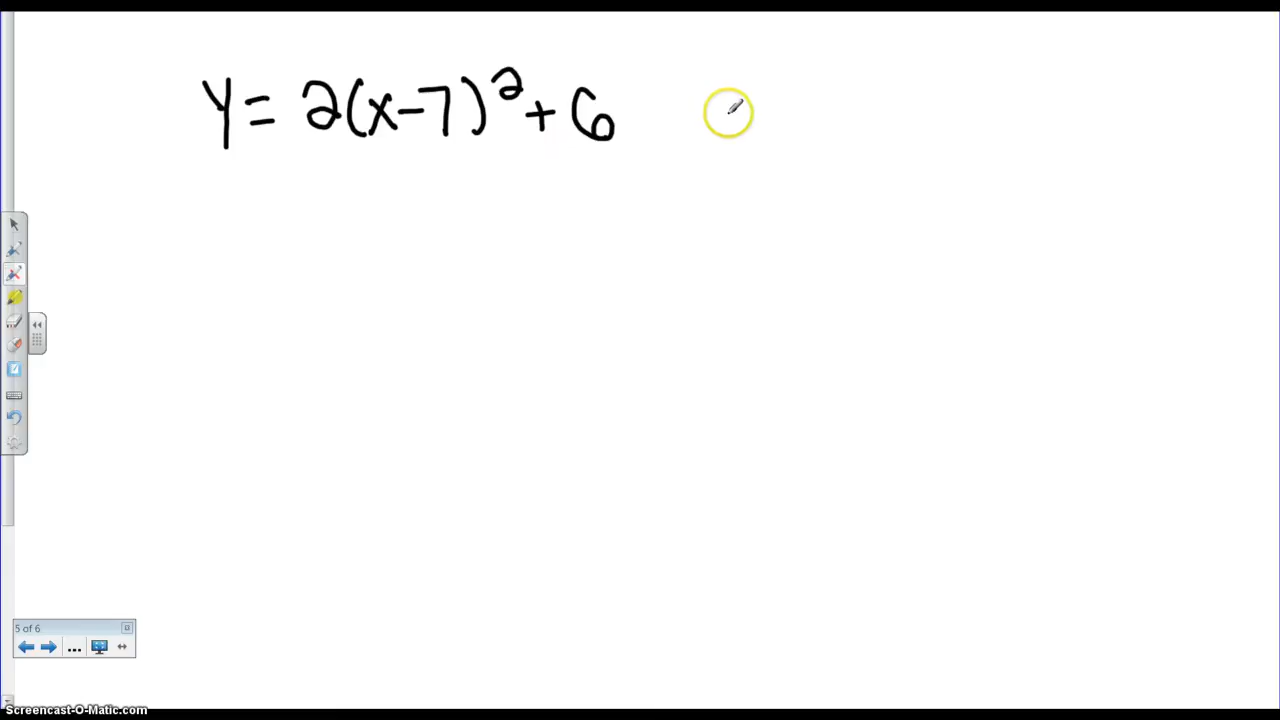 y = 2(x-7)² + 6
5 of 6
Screencast-O-Matic.com